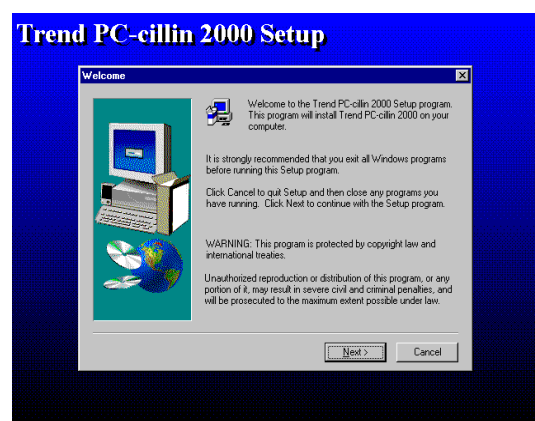 Trend PC-cillin 2000 Setup
Welcome
Welcome to the Trend PC-cillin 2000 Setup program.
This program will install Trend PC-cillin 2000 on your
computer.
It is strongly recommended that you exit all Windows programs
before running this Setup program.
Click Cancel to quit Setup and then close any programs you
have running. Click Next to continue with the Setup program.
WARNING: This program is protected by copyright law and
international treaties.
Unauthorized reproduction or distribution of this program, or any
portion of it, may result in severe civil and criminal penalties, and
will be prosecuted to the maximum extent possible under law.
Next >
Cancel